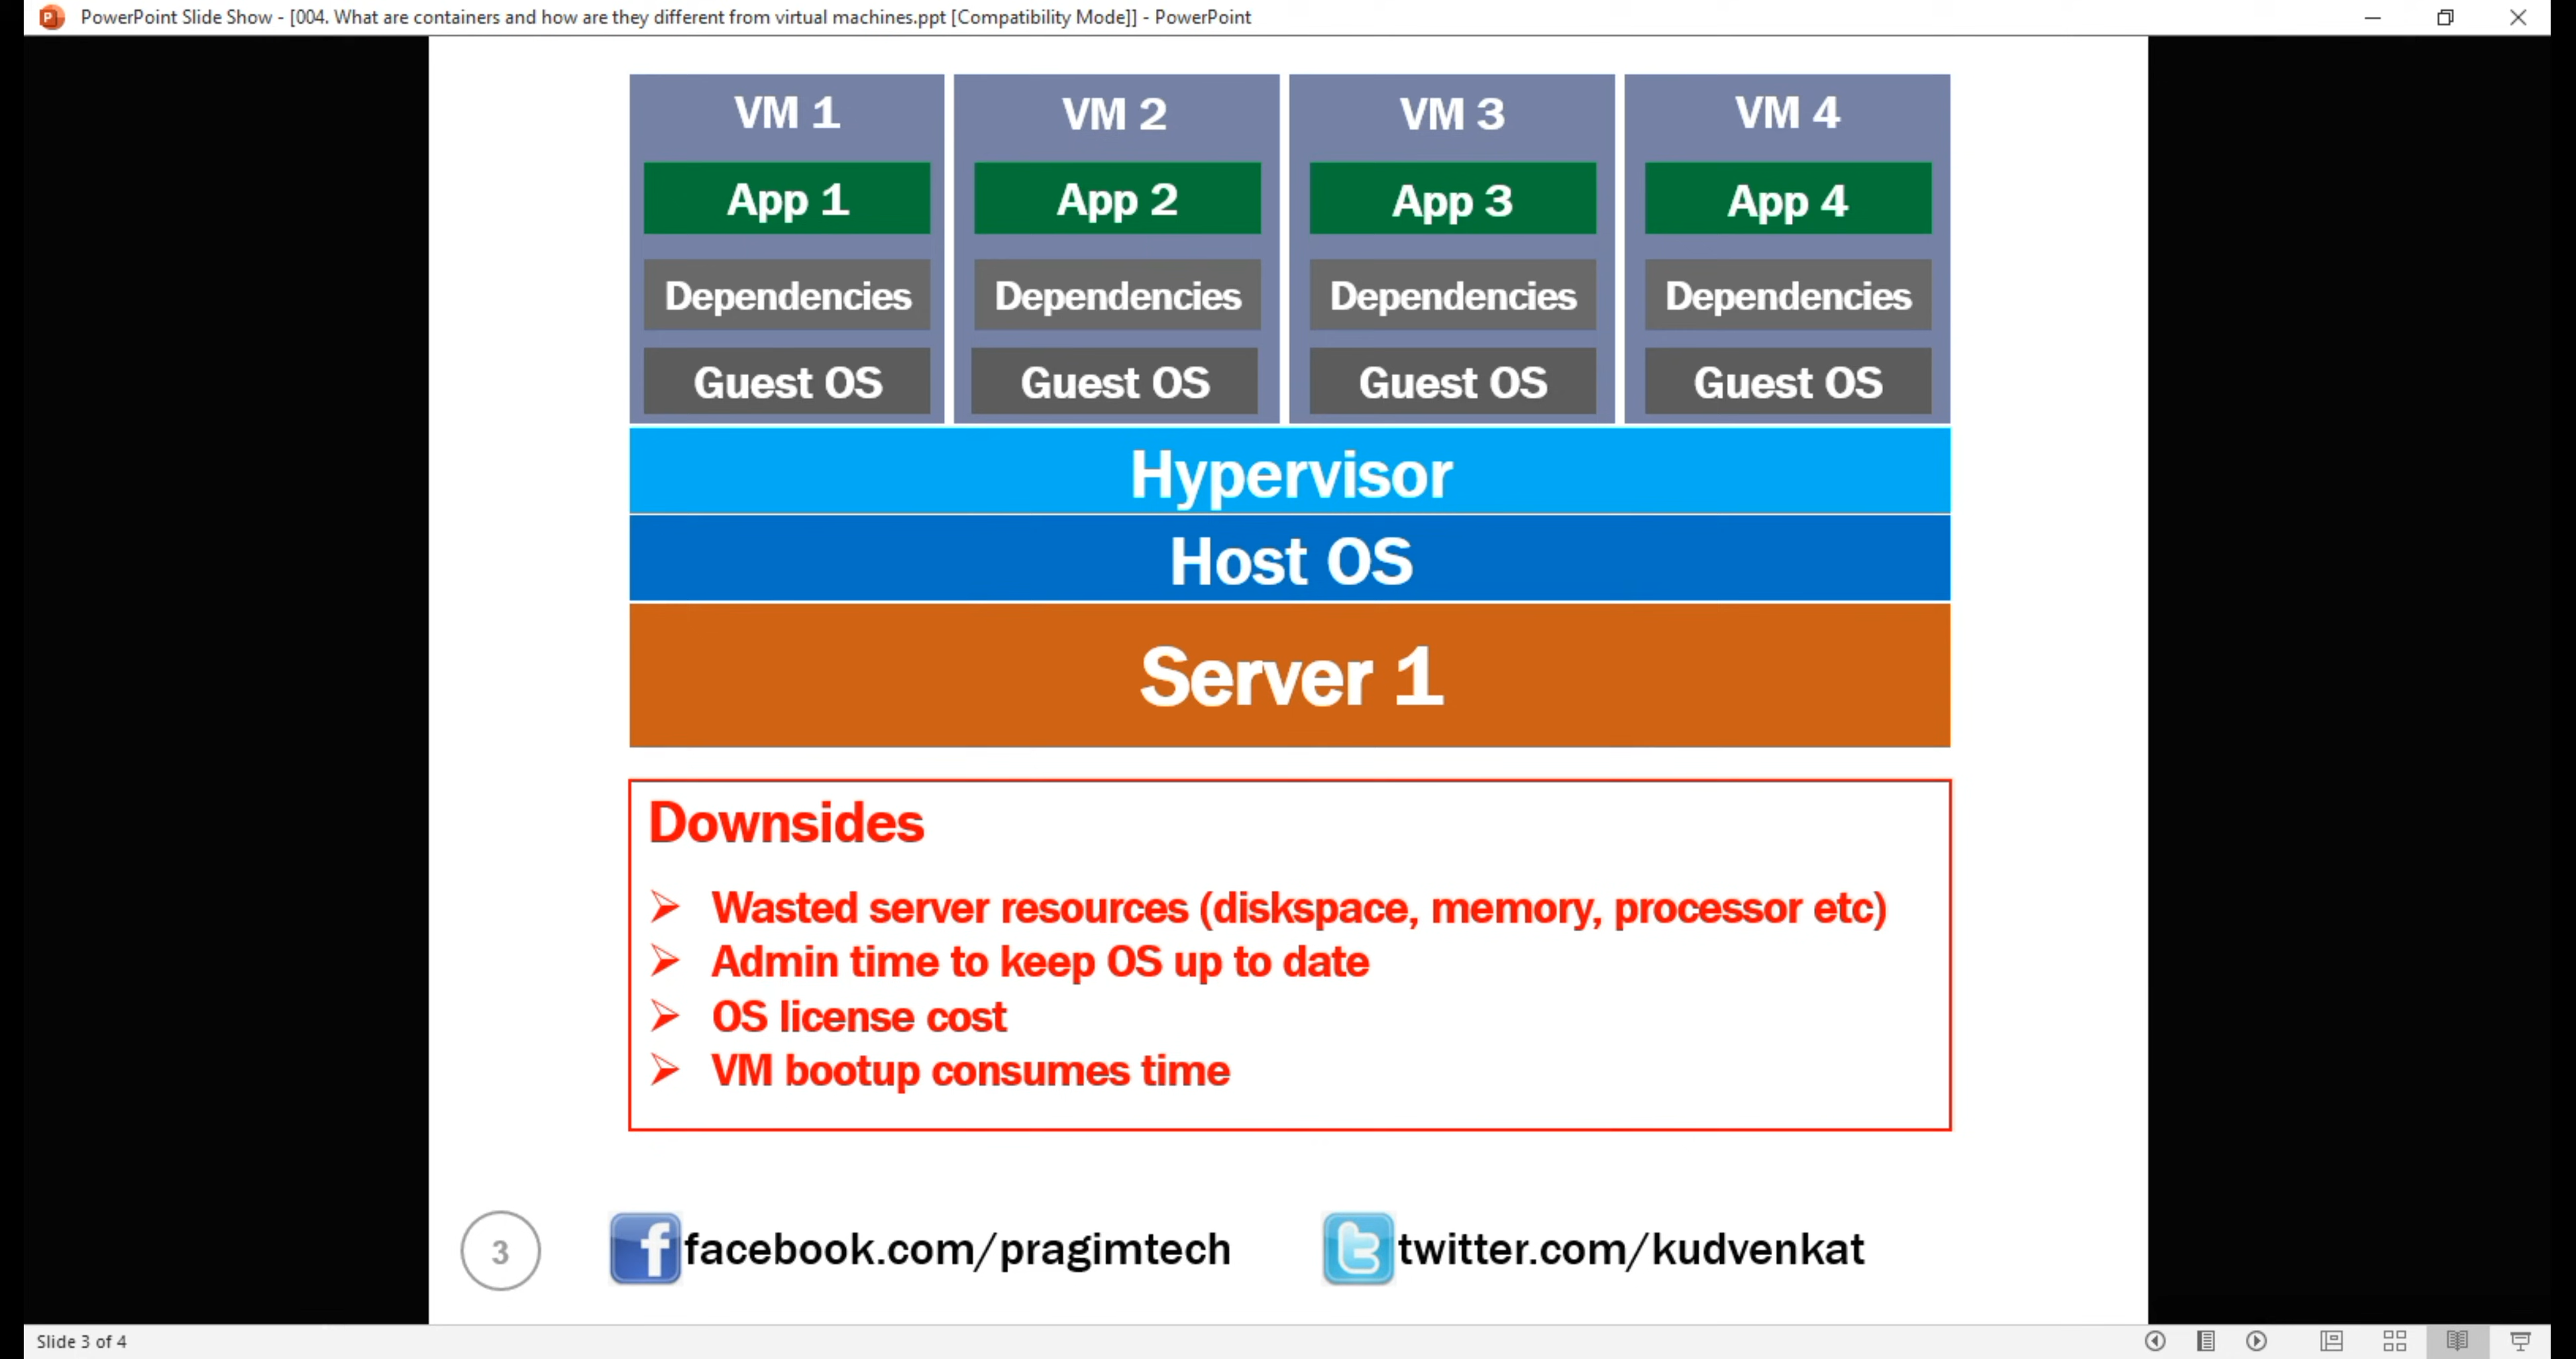 PowerPoint Slide Show - [004. What are containers and how are they different from virtual machines.ppt [Compatibility Mode]] - PowerPoint
VM 1 VM 2 VM 3 VM 4
App 1 App 2 App 3 App 4
Dependencies Dependencies Dependencies Dependencies
Guest OS Guest OS Guest OS Guest OS
Hypervisor
Host OS
Server 1
Downsides
Wasted server resources (diskspace, memory, processor etc)
Admin time to keep OS up to date
OS license cost
VM bootup consumes time
3 facebook.com/pragimtech twitter.com/kudvenkat
Slide 3 of 4